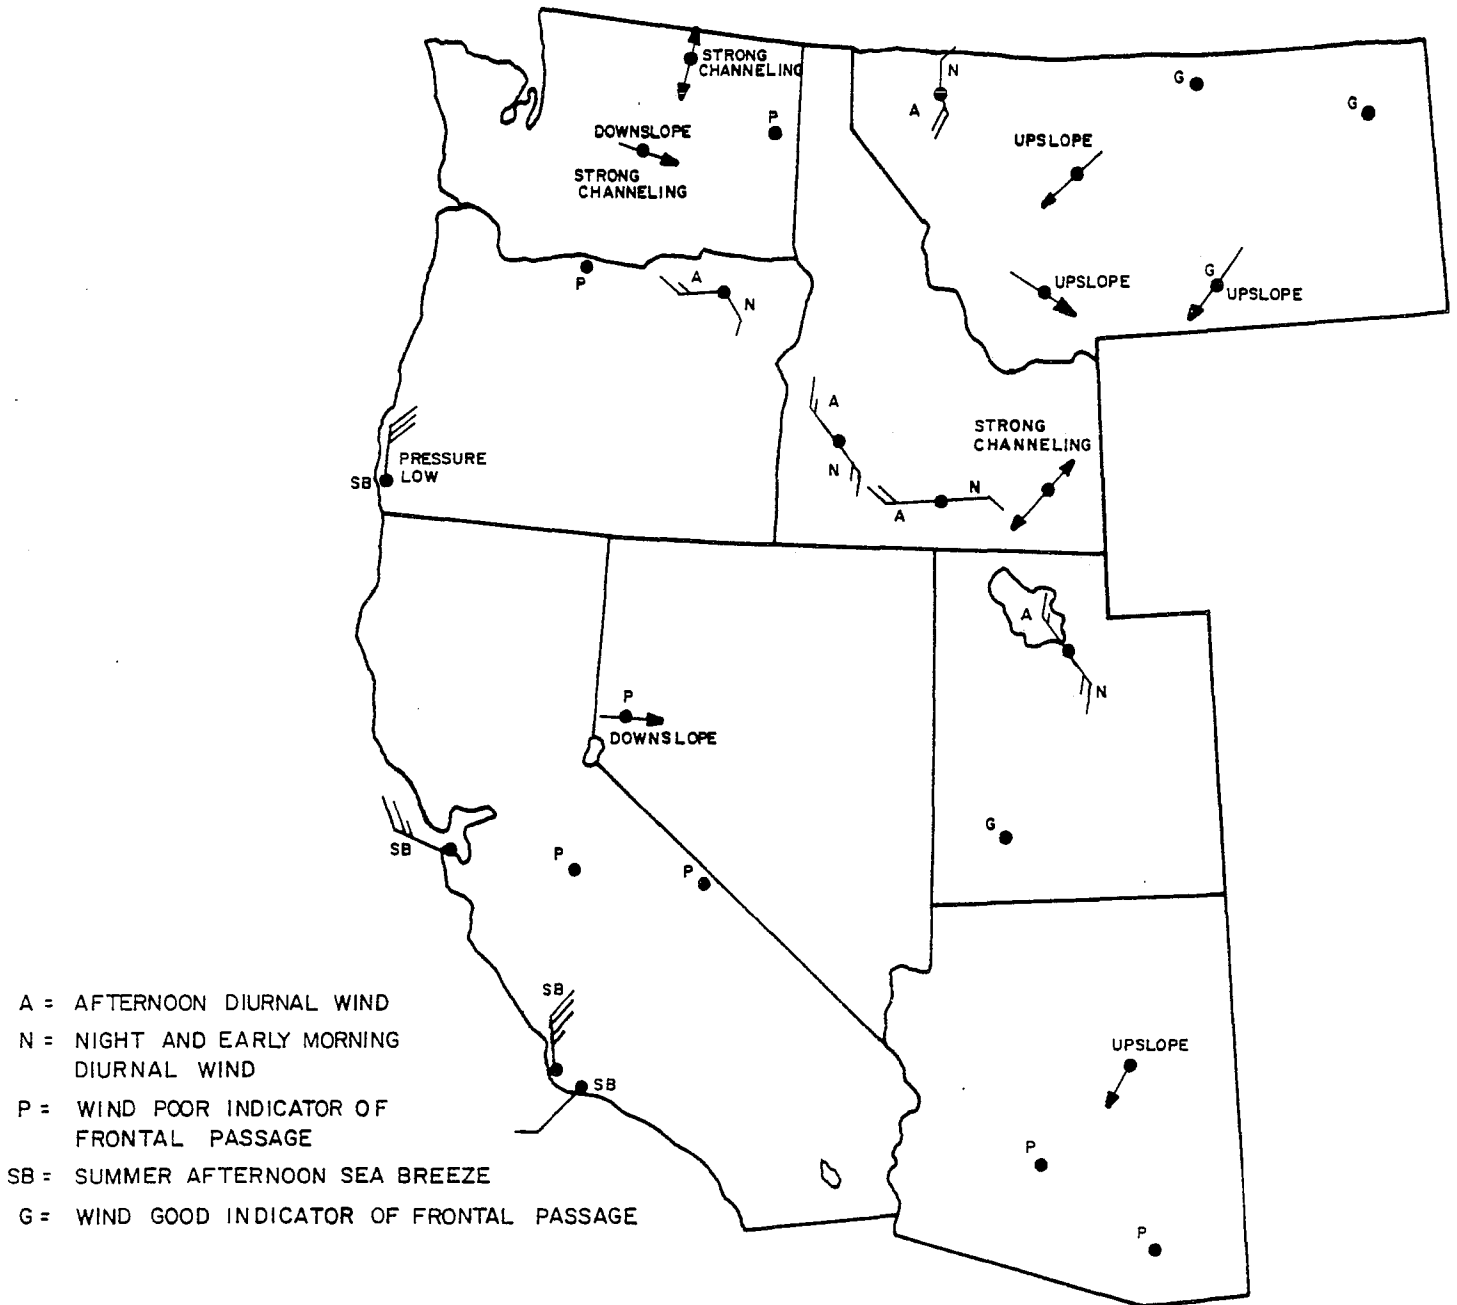 STRONG
CHANNELING
N
A
G
G
P
DOWNSLOPE
STRONG
CHANNELING
UPSLOPE
P
A
N
UPSLOPE
G
UPSLOPE
A
N
STRONG
CHANNELING
PRESSURE
LOW
SB
N
A
A
N
P
DOWNSLOPE
SB
P
P
G
SB
SB
UPSLOPE
P
P
A = AFTERNOON DIURNAL WIND
N = NIGHT AND EARLY MORNING
DIURNAL WIND
P = WIND POOR INDICATOR OF
FRONTAL PASSAGE
SB = SUMMER AFTERNOON SEA BREEZE
G = WIND GOOD INDICATOR OF FRONTAL PASSAGE